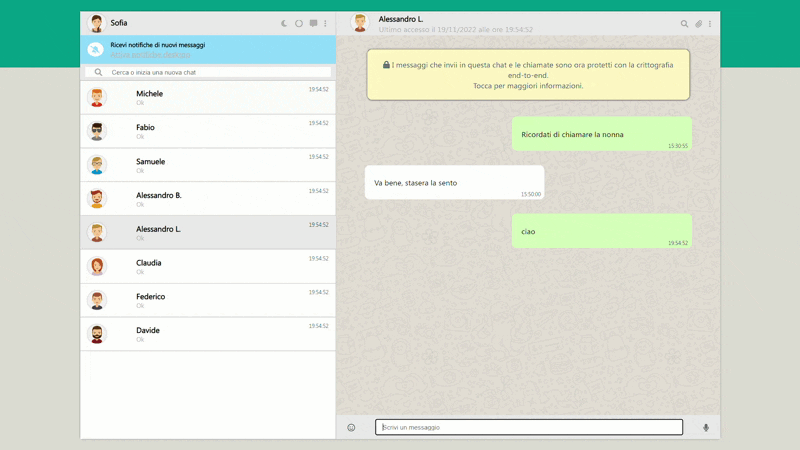 Sofia
Ricevi notifiche di nuovi messaggi
Cerca o inizia una nuova chat
Michele
19:54:52
Ok
Fabio
19:54:52
Ok
Samuele
19:54:52
Ok
Alessandro B.
19:54:52
Ok
Alessandro L.
19:54:52
Ok
Claudia
19:54:52
Ok
Federico
19:54:52
Ok
Davide
19:54:52
Ok
Alessandro L.
Ultimo accesso il 19/11/2022 alle ore 19:54:52
I messaggi che invii in questa chat e le chiamate sono ora protetti con la crittografia
end-to-end.
Tocca per maggiori informazioni.
Ricordati di chiamare la nonna
15:30:55
Va bene, stasera la sento
15:50:00
ciao
19:54:52
Scrivi un messaggio